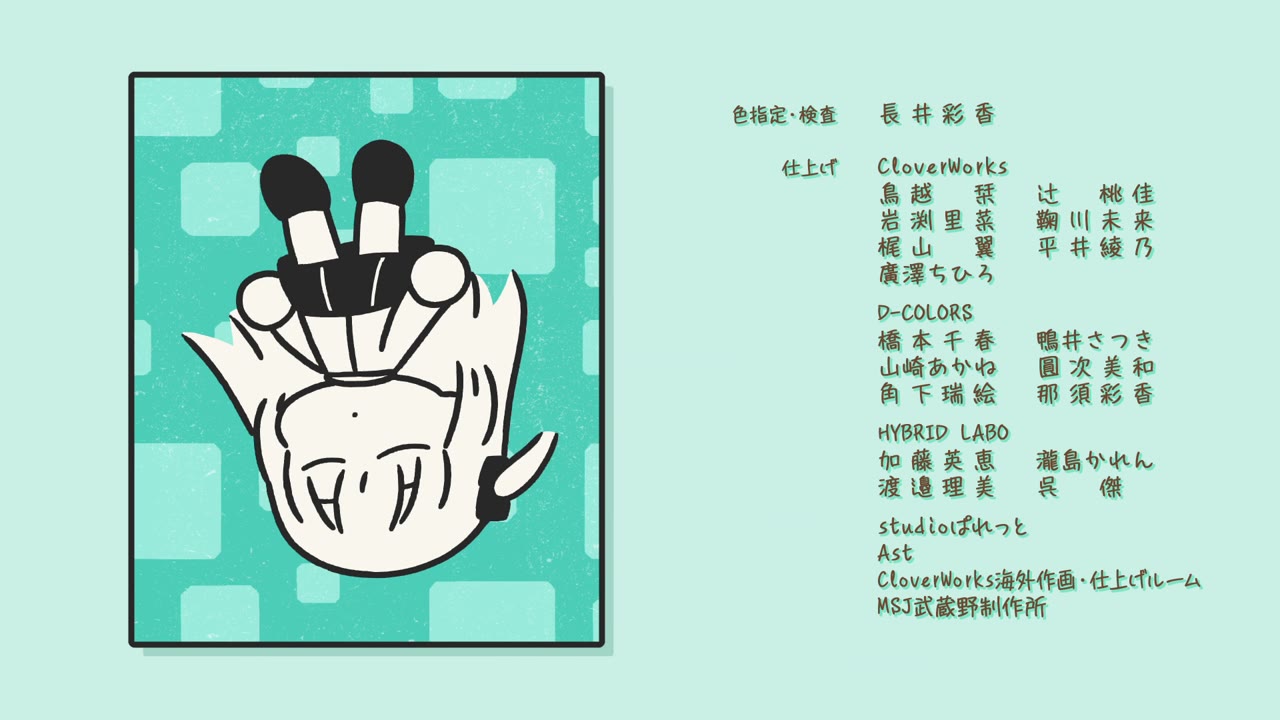 色指定・検査 長井彩香
仕上げ CloverWorks
鳥越 栞 辻 桃佳
岩渕里菜 鞠川未来
梶山 翼 平井綾乃
廣澤ちひろ
D-COLORS
橋本千春 鴨井さつき
山崎あかね 圓次美和
角下瑞絵 那須彩香
HYBRID LABO
加藤英恵 瀧島かれん
渡邉理美 呉 傑
studioぱれっと
Ast
CloverWorks海外作画・仕上げルーム
MSJ武蔵野制作所